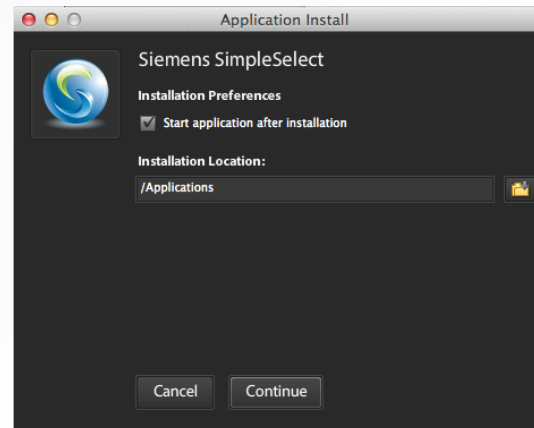 Application Install
Siemens SimpleSelect
Installation Preferences
Start application after installation
Installation Location:
/Applications
Cancel
Continue